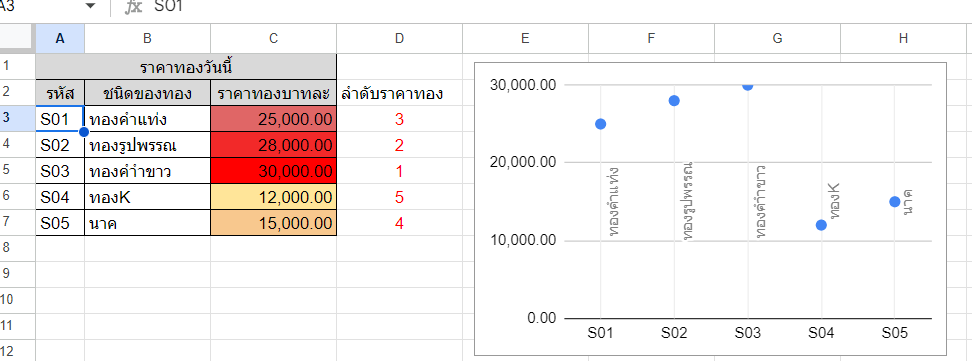 A3 fx S01
A B C D E F G H
1 ราคาทองวันนี้
2 รหัส ชนิดของทอง ราคาทองบาทละ ลำดับราคาทอง
3 S01 ทองคำแท่ง 25,000.00 3
4 S02 ทองรูปพรรณ 28,000.00 2
5 S03 ทองคำำขาว 30,000.00 1
6 S04 ทองK 12,000.00 5
7 S05 นาค 15,000.00 4
8
9
10
11
12
30,000.00
20,000.00
10,000.00
0.00
ทองคำแท่ง
ทองรูปพรรณ
ทองคำำขาว
ทองK
นาค
S01 S02 S03 S04 S05